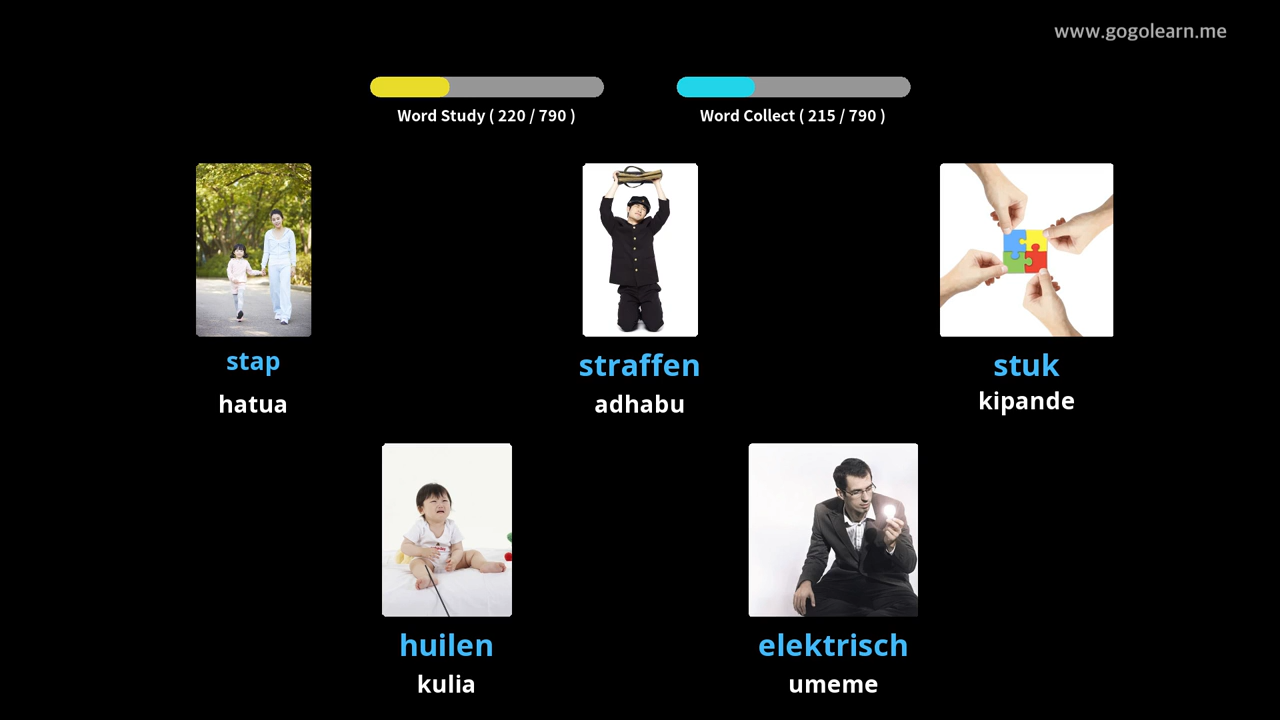 www.gogolearn.me
Word Study ( 220 / 790 )
Word Collect ( 215 / 790 )
stap
hatua
straffen
adhabu
stuk
kipande
huilen
kulia
elektrisch
umeme